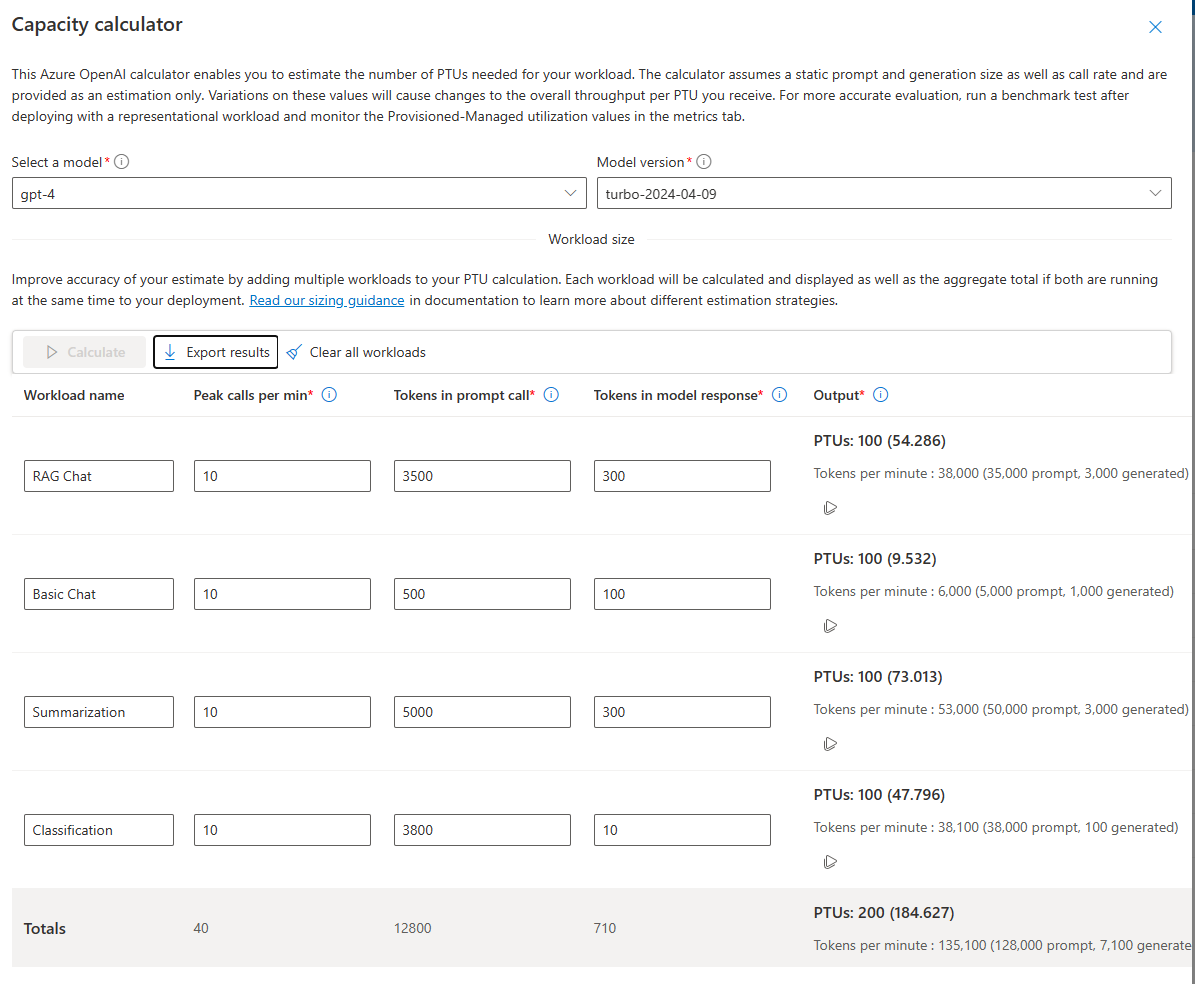 Capacity calculator
This Azure OpenAI calculator enables you to estimate the number of PTUs needed for your workload. The calculator assumes a static prompt and generation size as well as call rate and are
provided as an estimation only. Variations on these values will cause changes to the overall throughput per PTU you receive. For more accurate evaluation, run a benchmark test after
deploying with a representational workload and monitor the Provisioned-Managed utilization values in the metrics tab.
Select a model* Model version*
gpt-4 turbo-2024-04-09
Workload size
Improve accuracy of your estimate by adding multiple workloads to your PTU calculation. Each workload will be calculated and displayed as well as the aggregate total if both are running
at the same time to your deployment. Read our sizing guidance in documentation to learn more about different estimation strategies.
Calculate Export results Clear all workloads
Workload name Peak calls per min* Tokens in prompt call* Tokens in model response* Output*
PTUs: 100 (54.286)
RAG Chat 10 3500 300 Tokens per minute : 38,000 (35,000 prompt, 3,000 generated)
PTUs: 100 (9.532)
Basic Chat 10 500 100 Tokens per minute : 6,000 (5,000 prompt, 1,000 generated)
PTUs: 100 (73.013)
Summarization 10 5000 300 Tokens per minute : 53,000 (50,000 prompt, 3,000 generated)
PTUs: 100 (47.796)
Classification 10 3800 10 Tokens per minute : 38,100 (38,000 prompt, 100 generated)
PTUs: 200 (184.627)
Totals 40 12800 710
Tokens per minute : 135,100 (128,000 prompt, 7,100 generate